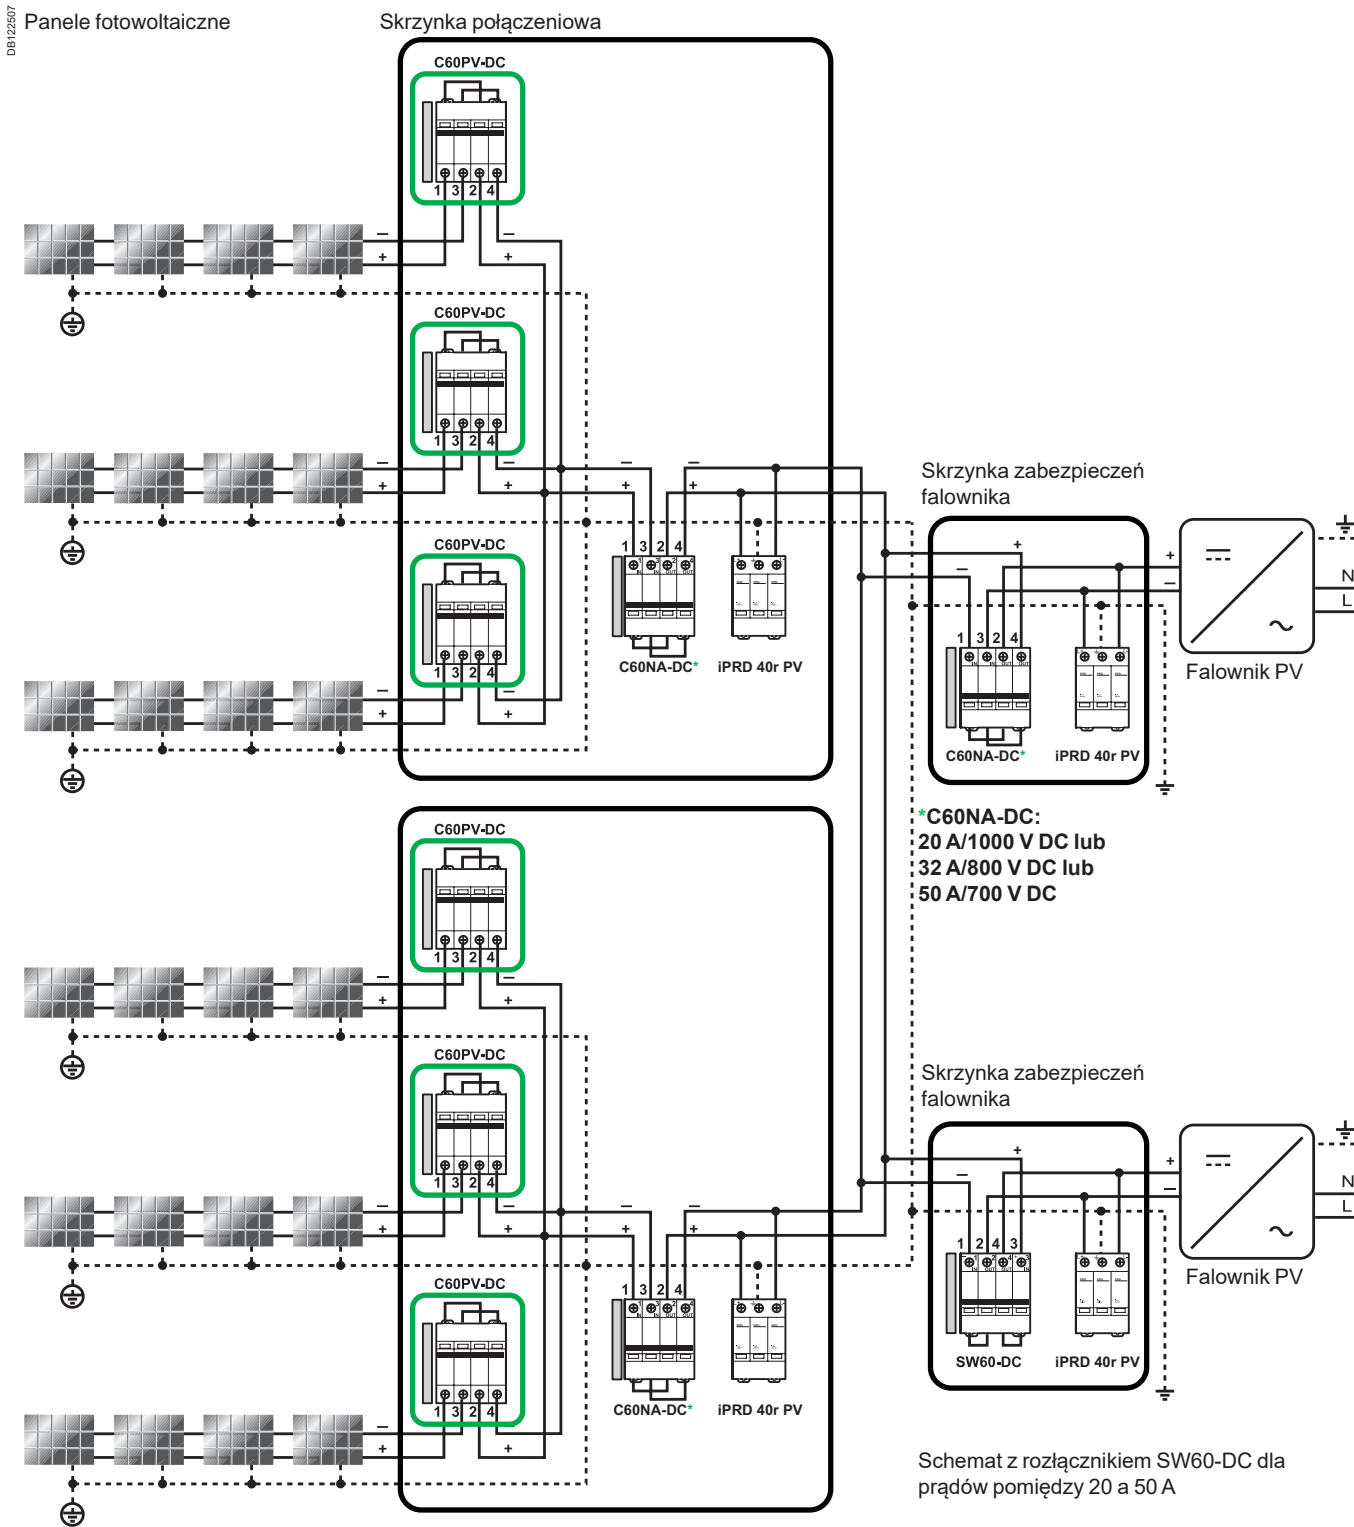 DB122507
Panele fotowoltaiczne
Skrzynka połączeniowa
C60PV-DC
1 3 2 4
– –
+ +
C60PV-DC
1 3 2 4
– – – –
+ + + +
C60PV-DC
1 3 2 4
– –
+ +
1 3 2 4
C60NA-DC*
iPRD 40r PV
Skrzynka zabezpieczeń
falownika
+
–
1 3 2 4
C60NA-DC*
iPRD 40r PV
+
–
N
L
Falownik PV
*C60NA-DC:
20 A/1000 V DC lub
32 A/800 V DC lub
50 A/700 V DC
C60PV-DC
1 3 2 4
– –
+ +
C60PV-DC
1 3 2 4
– – – –
+ + + +
C60PV-DC
1 3 2 4
– –
+ +
1 3 2 4
C60NA-DC*
iPRD 40r PV
Skrzynka zabezpieczeń
falownika
+
–
1 2 4 3
SW60-DC
iPRD 40r PV
+
–
N
L
Falownik PV
Schemat z rozłącznikiem SW60-DC dla
prądów pomiędzy 20 a 50 A